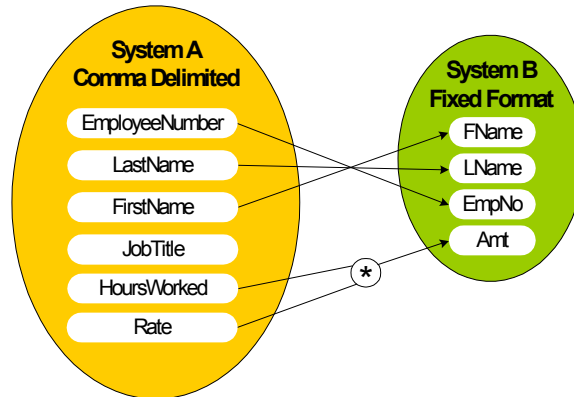 System A
Comma Delimited
EmployeeNumber
LastName
FirstName
JobTitle
HoursWorked
Rate
*
System B
Fixed Format
FName
LName
EmpNo
Amt